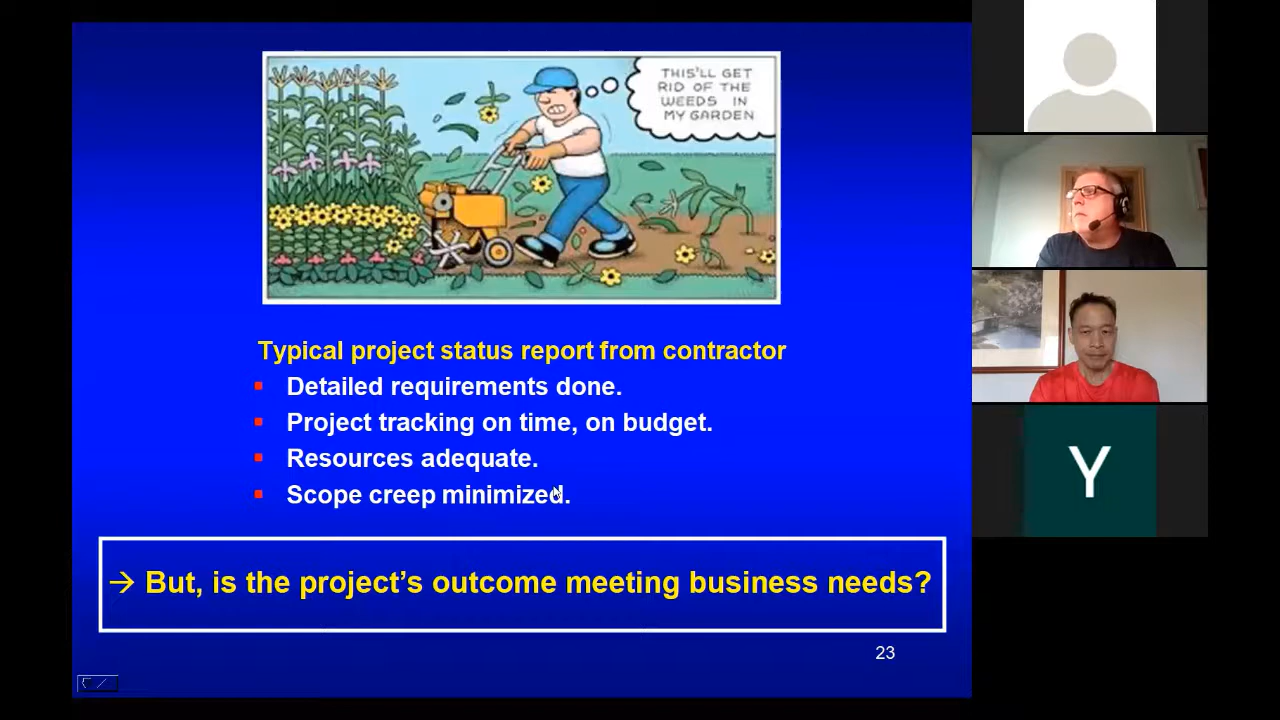 THIS'LL GET
RID OF THE
WEEDS IN
MY GARDEN
Typical project status report from contractor
▪ Detailed requirements done.
▪ Project tracking on time, on budget.
▪ Resources adequate.
▪ Scope creep minimized.
→ But, is the project’s outcome meeting business needs?
23
Y